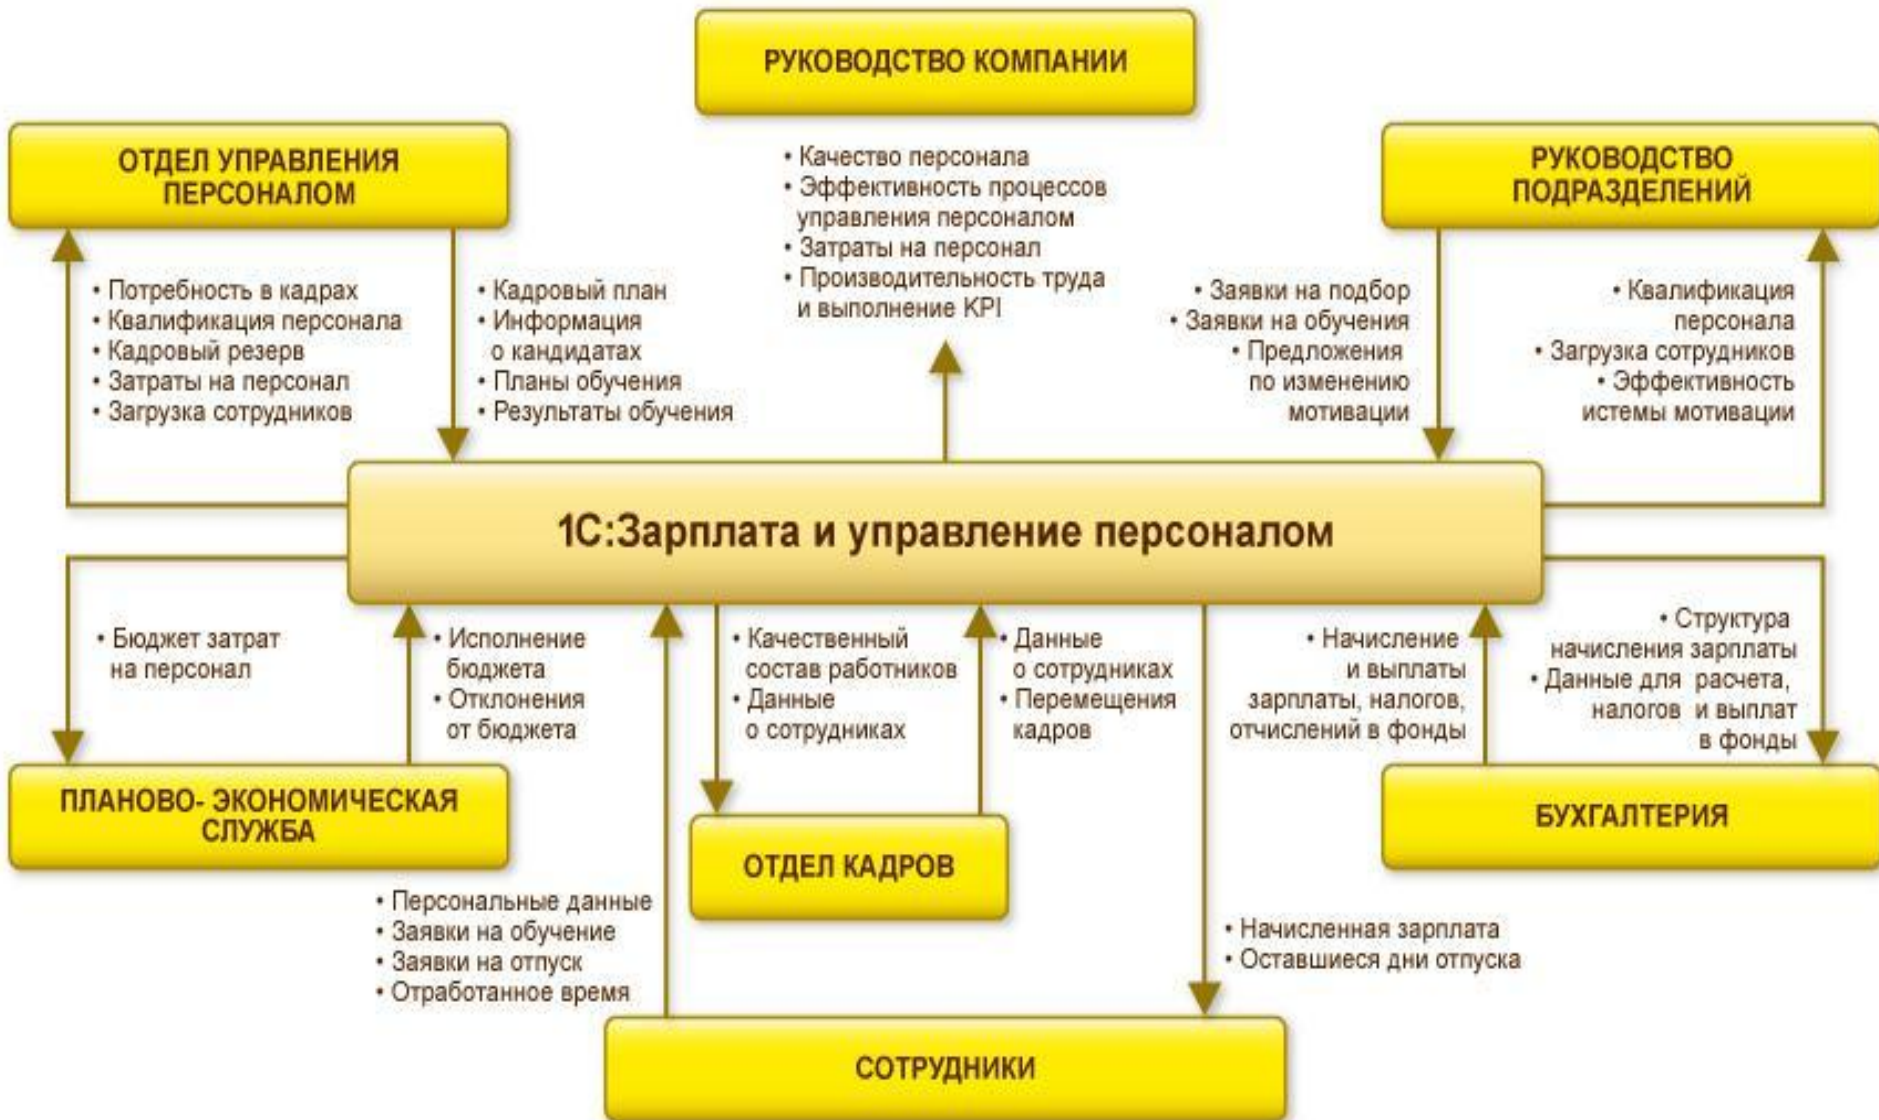 РУКОВОДСТВО КОМПАНИИ
ОТДЕЛ УПРАВЛЕНИЯ
ПЕРСОНАЛОМ
• Качество персонала
• Эффективность процессов
управления персоналом
• Затраты на персонал
• Производительность труда
и выполнение KPI
РУКОВОДСТВО
ПОДРАЗДЕЛЕНИЙ
• Потребность в кадрах
• Квалификация персонала
• Кадровый резерв
• Затраты на персонал
• Загрузка сотрудников
• Кадровый план
• Информация
о кандидатах
• Планы обучения
• Результаты обучения
• Заявки на подбор
• Заявки на обучения
• Предложения
по изменению
мотивации
• Квалификация
персонала
• Загрузка сотрудников
• Эффективность
истемы мотивации
1С:Зарплата и управление персоналом
• Бюджет затрат
на персонал
• Исполнение
бюджета
• Отклонения
от бюджета
• Качественный
состав работников
• Данные
о сотрудниках
• Данные
о сотрудниках
• Перемещения
кадров
• Начисление
и выплаты
зарплаты, налогов,
отчислений в фонды
• Структура
начисления зарплаты
• Данные для расчета,
налогов и выплат
в фонды
ПЛАНОВО- ЭКОНОМИЧЕСКАЯ
СЛУЖБА
ОТДЕЛ КАДРОВ
БУХГАЛТЕРИЯ
• Персональные данные
• Заявки на обучение
• Заявки на отпуск
• Отработанное время
• Начисленная зарплата
• Оставшиеся дни отпуска
СОТРУДНИКИ